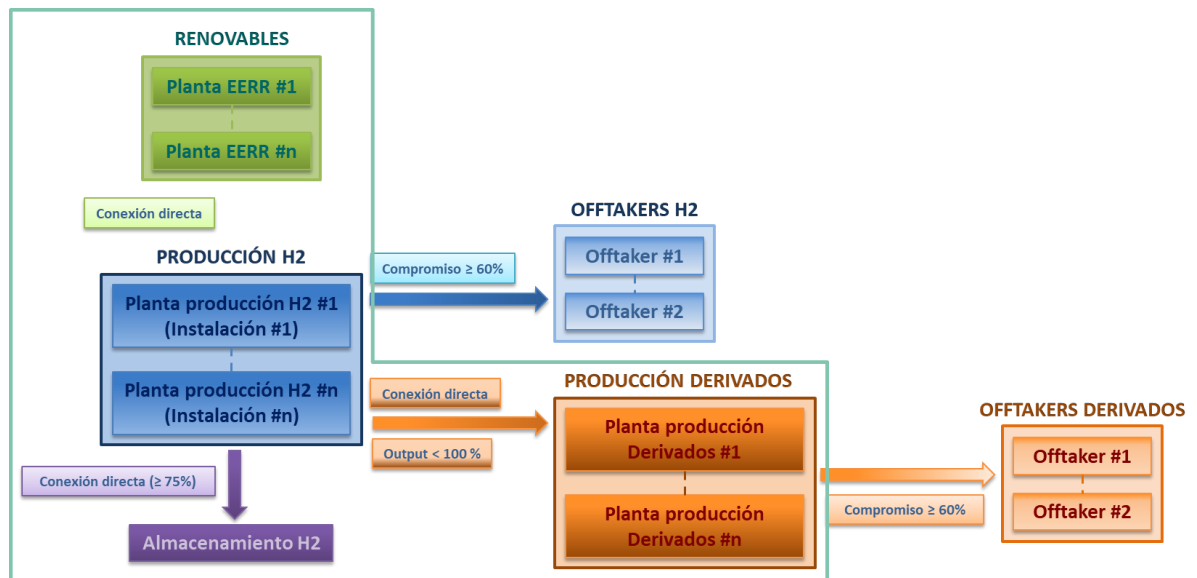 RENOVABLES
Planta EERR #1
Planta EERR #n
Conexión directa
PRODUCCIÓN H2
Planta producción H2 #1
(Instalación #1)
Planta producción H2 #n
(Instalación #n)
Conexión directa (≥ 75%)
Almacenamiento H2
Compromiso ≥ 60%
OFFTAKERS H2
Offtaker #1
Offtaker #2
Conexión directa
Output < 100 %
PRODUCCIÓN DERIVADOS
Planta producción
Derivados #1
Planta producción
Derivados #n
Compromiso ≥ 60%
OFFTAKERS DERIVADOS
Offtaker #1
Offtaker #2